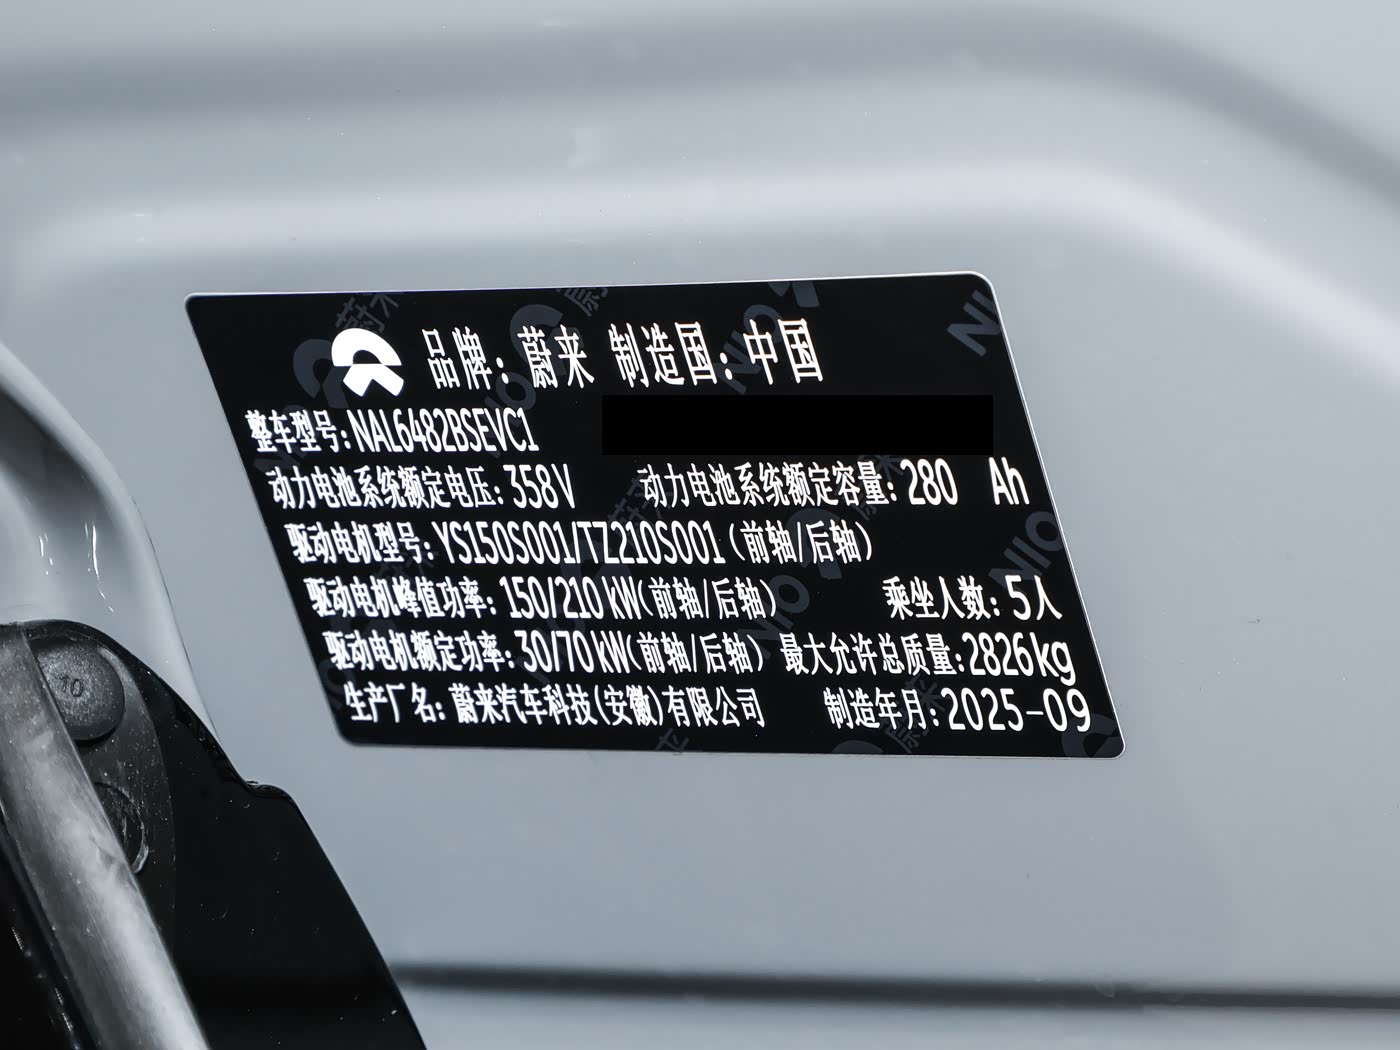 品牌：蔚来 制造国：中国
整车型号：NAL6482BSEVC1
动力电池系统额定电压：358V 动力电池系统额定容量：280 Ah
驱动电机型号：YS150S001/TZ210S001（前轴/后轴）
驱动电机峰值功率：150/210 kW（前轴/后轴） 乘坐人数：5人
驱动电机额定功率：30/70 kW（前轴/后轴） 最大允许总质量：2826kg
生产厂名：蔚来汽车科技（安徽）有限公司 制造年月：2025-09
10